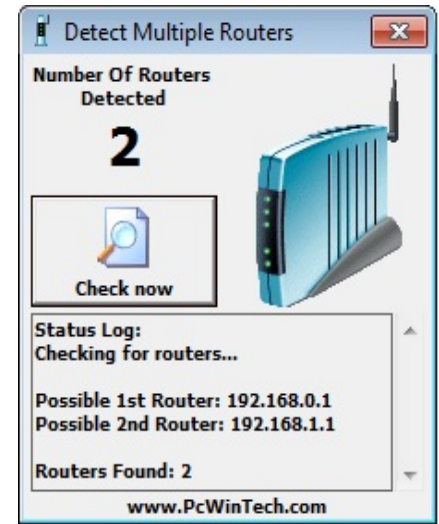 Detect Multiple Routers
Number Of Routers
Detected
2
Check now
Status Log:
Checking for routers...
Possible 1st Router: 192.168.0.1
Possible 2nd Router: 192.168.1.1
Routers Found: 2
www.PcWinTech.com